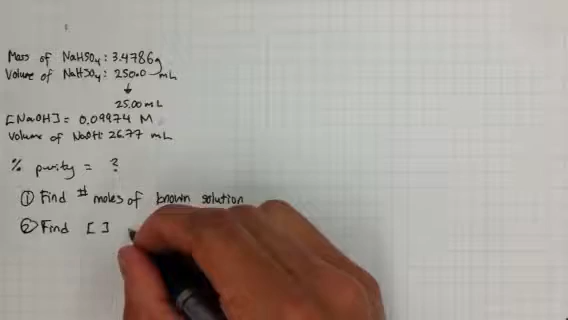 Mass of NaHSO4: 3.4786g
Volume of NaHSO4: 250.0 mL
↓
25.00 mL
[NaOH] = 0.09974 M
Volume of NaOH: 26.77 mL
% purity = ?
① Find # moles of known solution
② Find [ ]